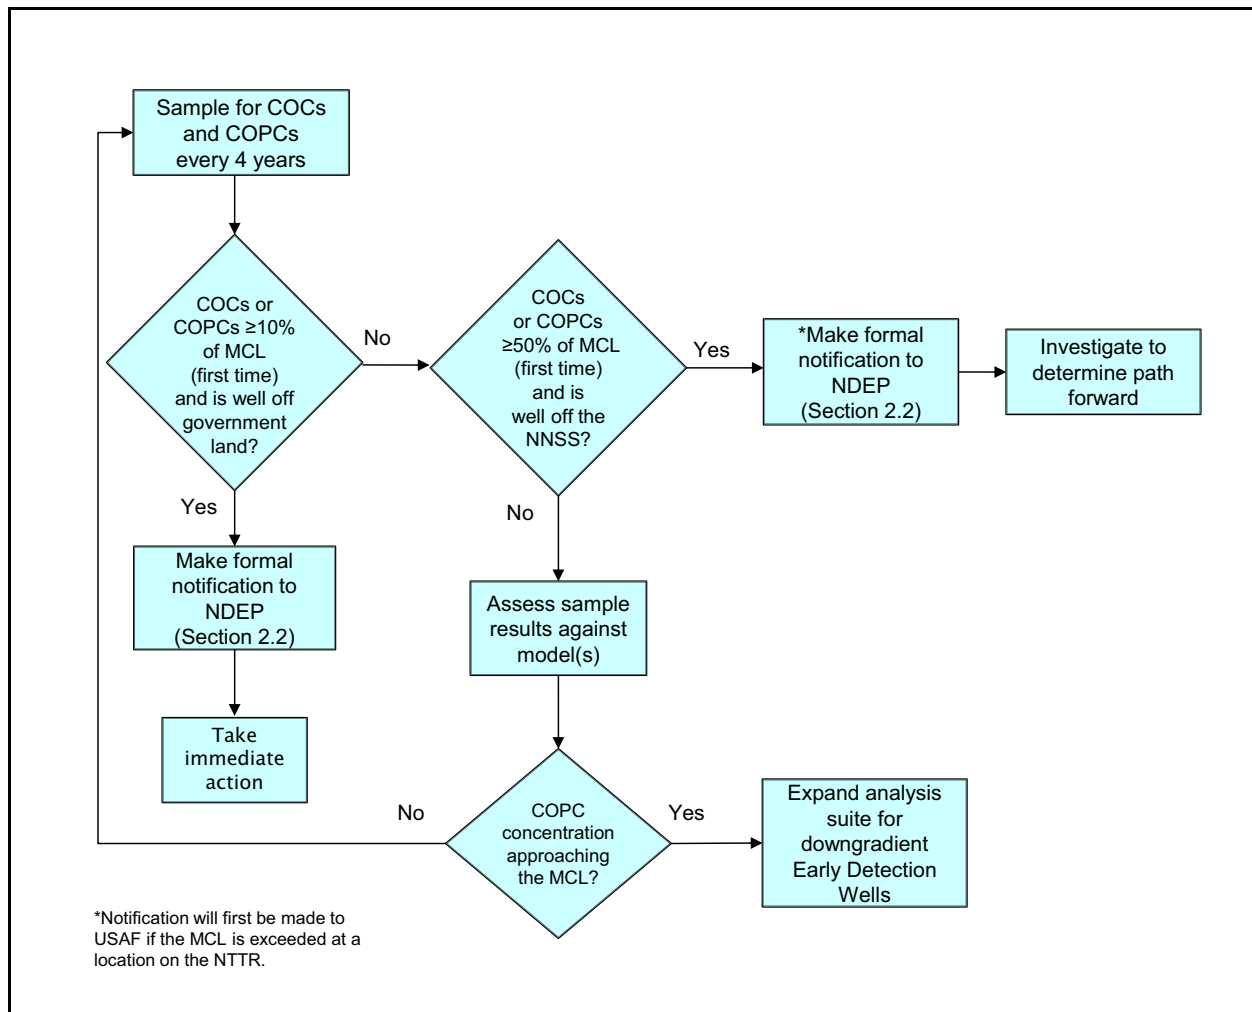 Sample for COCs
and COPCs
every 4 years
COCs or
COPCs ≥10%
of MCL
(first time)
and is well off
government
land?
No
COCs
or COPCs
≥50% of MCL
(first time)
and is
well off the
NNSS?
Yes
*Make formal
notification to
NDEP
(Section 2.2)
Investigate to
determine path
forward
Yes
Make formal
notification to
NDEP
(Section 2.2)
Take
immediate
action
No
Assess sample
results against
model(s)
COPC
concentration
approaching
the MCL?
No
Yes
Expand analysis
suite for
downgradient
Early Detection
Wells
*Notification will first be made to
USAF if the MCL is exceeded at a
location on the NTTR.